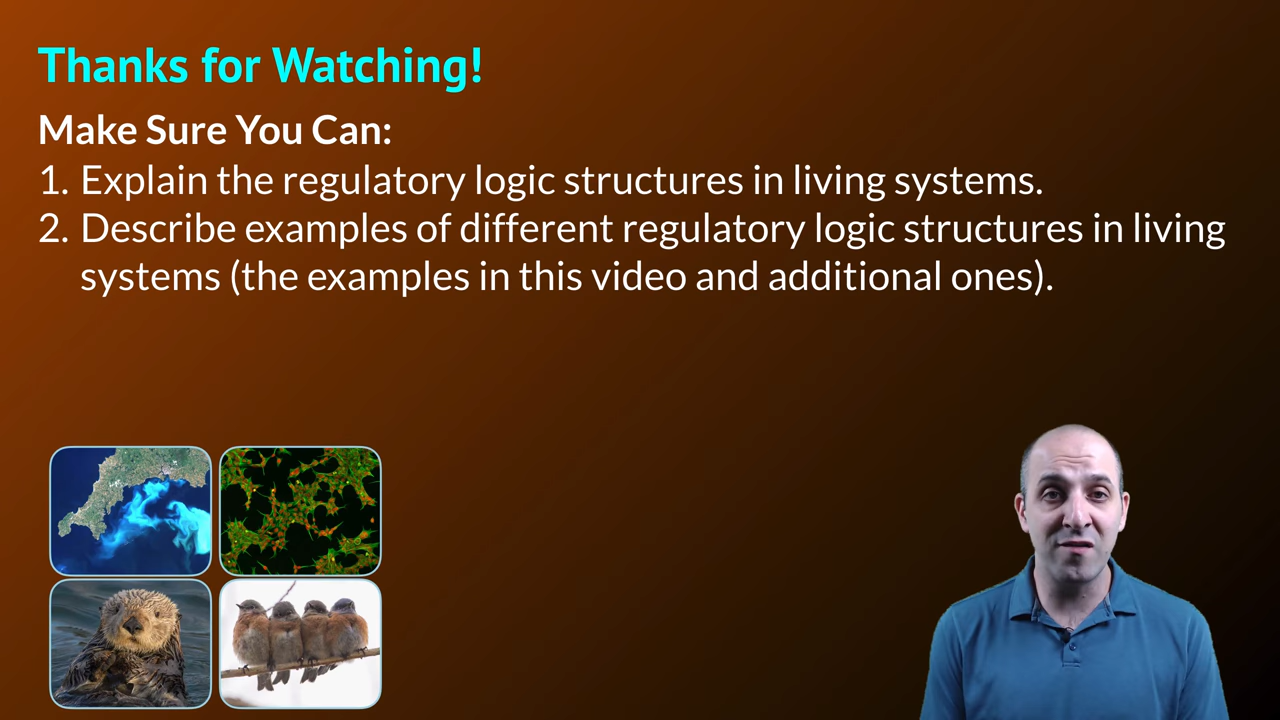 Thanks for Watching!
Make Sure You Can:
1. Explain the regulatory logic structures in living systems.
2. Describe examples of different regulatory logic structures in living
systems (the examples in this video and additional ones).